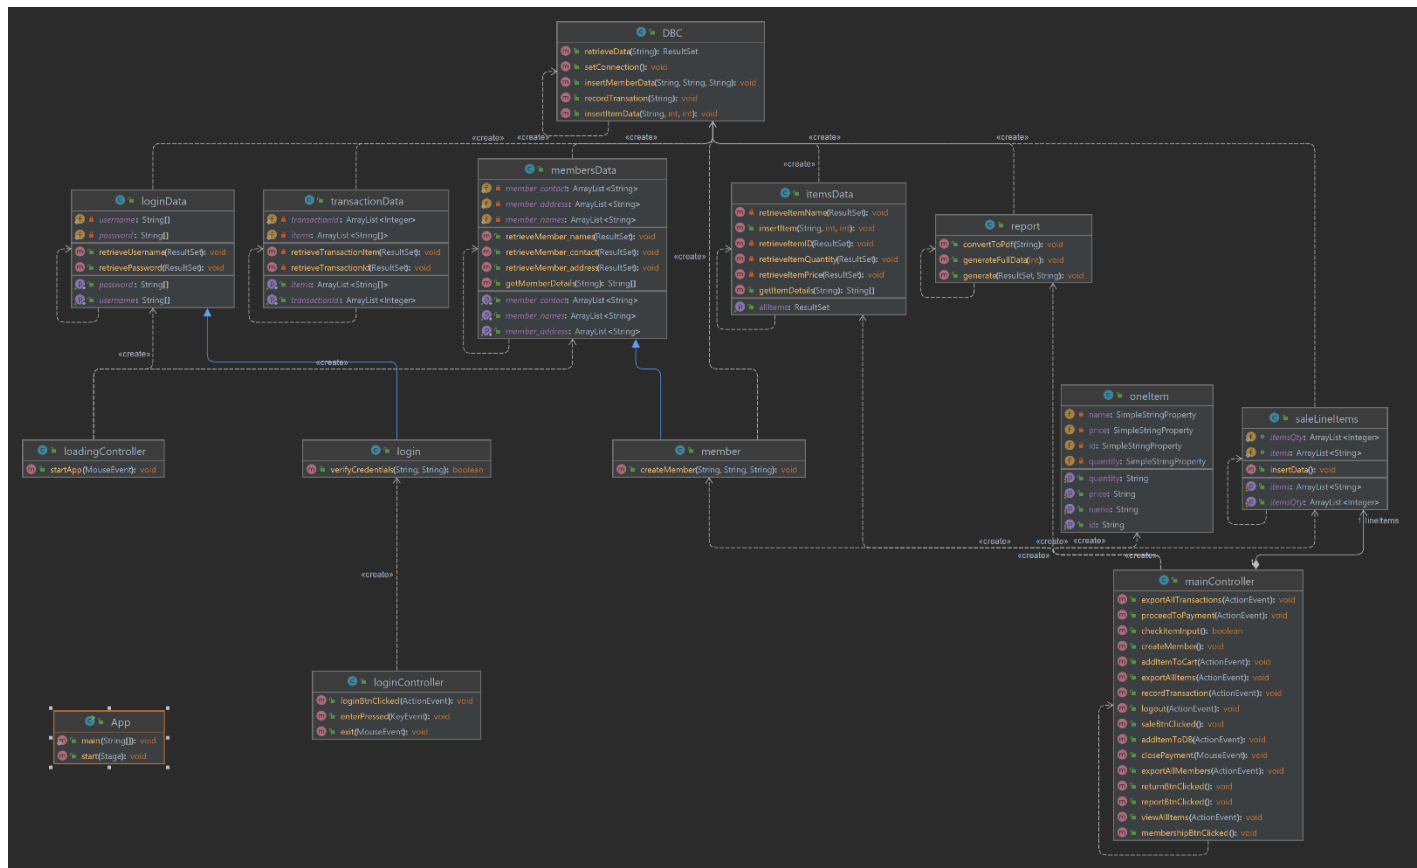 DBC
retrieveData(String): ResultSet
setConnection(): void
insertMemberData(String, String, String): void
recordTransation(String): void
insertItemData(String, int, int): void
«create»
«create»
«create»
«create»
«create»
«create»
«create»
loginData
username: String[]
password: String[]
retrieveUsername(ResultSet): void
retrievePassword(ResultSet): void
password: String[]
username: String[]
transactionData
transactionId: ArrayList<Integer>
items: ArrayList<String[]>
retrieveTransactionItem(ResultSet): void
retrieveTransactionId(ResultSet): void
items: ArrayList<String[]>
transactionId: ArrayList<Integer>
membersData
member_contact: ArrayList<String>
member_address: ArrayList<String>
member_names: ArrayList<String>
retrieveMember_names(ResultSet): void
retrieveMember_contact(ResultSet): void
retrieveMember_address(ResultSet): void
getMemberDetails(String): String[]
member_contact: ArrayList<String>
member_names: ArrayList<String>
member_address: ArrayList<String>
«create»
itemsData
retrieveItemName(ResultSet): void
insertItem(String, int, int): void
retrieveItemID(ResultSet): void
retrieveItemQuantity(ResultSet): void
retrieveItemPrice(ResultSet): void
getItemDetails(String): String[]
allItems: ResultSet
report
convertToPdf(String): void
generateFullData(int): void
generate(ResultSet, String): void
«create»
«create»
loadingController
startApp(MouseEvent): void
login
verifyCredentials(String, String): boolean
member
createMember(String, String, String): void
oneItem
name: SimpleStringProperty
price: SimpleStringProperty
id: SimpleStringProperty
quantity: SimpleStringProperty
quantity: String
price: String
name: String
id: String
saleLineItems
itemsQty: ArrayList<Integer>
items: ArrayList<String>
insertData(): void
items: ArrayList<String>
itemsQty: ArrayList<Integer>
lineItems
1
1
«create»
«create»
«create»
«create»
«create»
«create»
mainController
exportAllTransactions(ActionEvent): void
proceedToPayment(ActionEvent): void
checkItemInput(): boolean
createMember(): void
addItemToCart(ActionEvent): void
exportAllItems(ActionEvent): void
recordTransaction(ActionEvent): void
logout(ActionEvent): void
saleBtnClicked(): void
addItemToDB(ActionEvent): void
closePayment(MouseEvent): void
exportAllMembers(ActionEvent): void
returnBtnClicked(): void
reportBtnClicked(): void
viewAllItems(ActionEvent): void
membershipBtnClicked(): void
loginController
loginBtnClicked(ActionEvent): void
enterPressed(KeyEvent): void
exit(MouseEvent): void
App
main(String[]): void
start(Stage): void